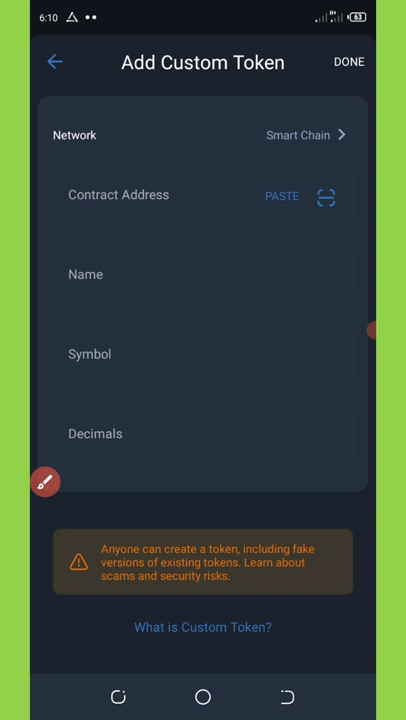 6:10
63
Add Custom Token
DONE
Network
Smart Chain
Contract Address
PASTE
Name
Symbol
Decimals
Anyone can create a token, including fake
versions of existing tokens. Learn about
scams and security risks.
What is Custom Token?